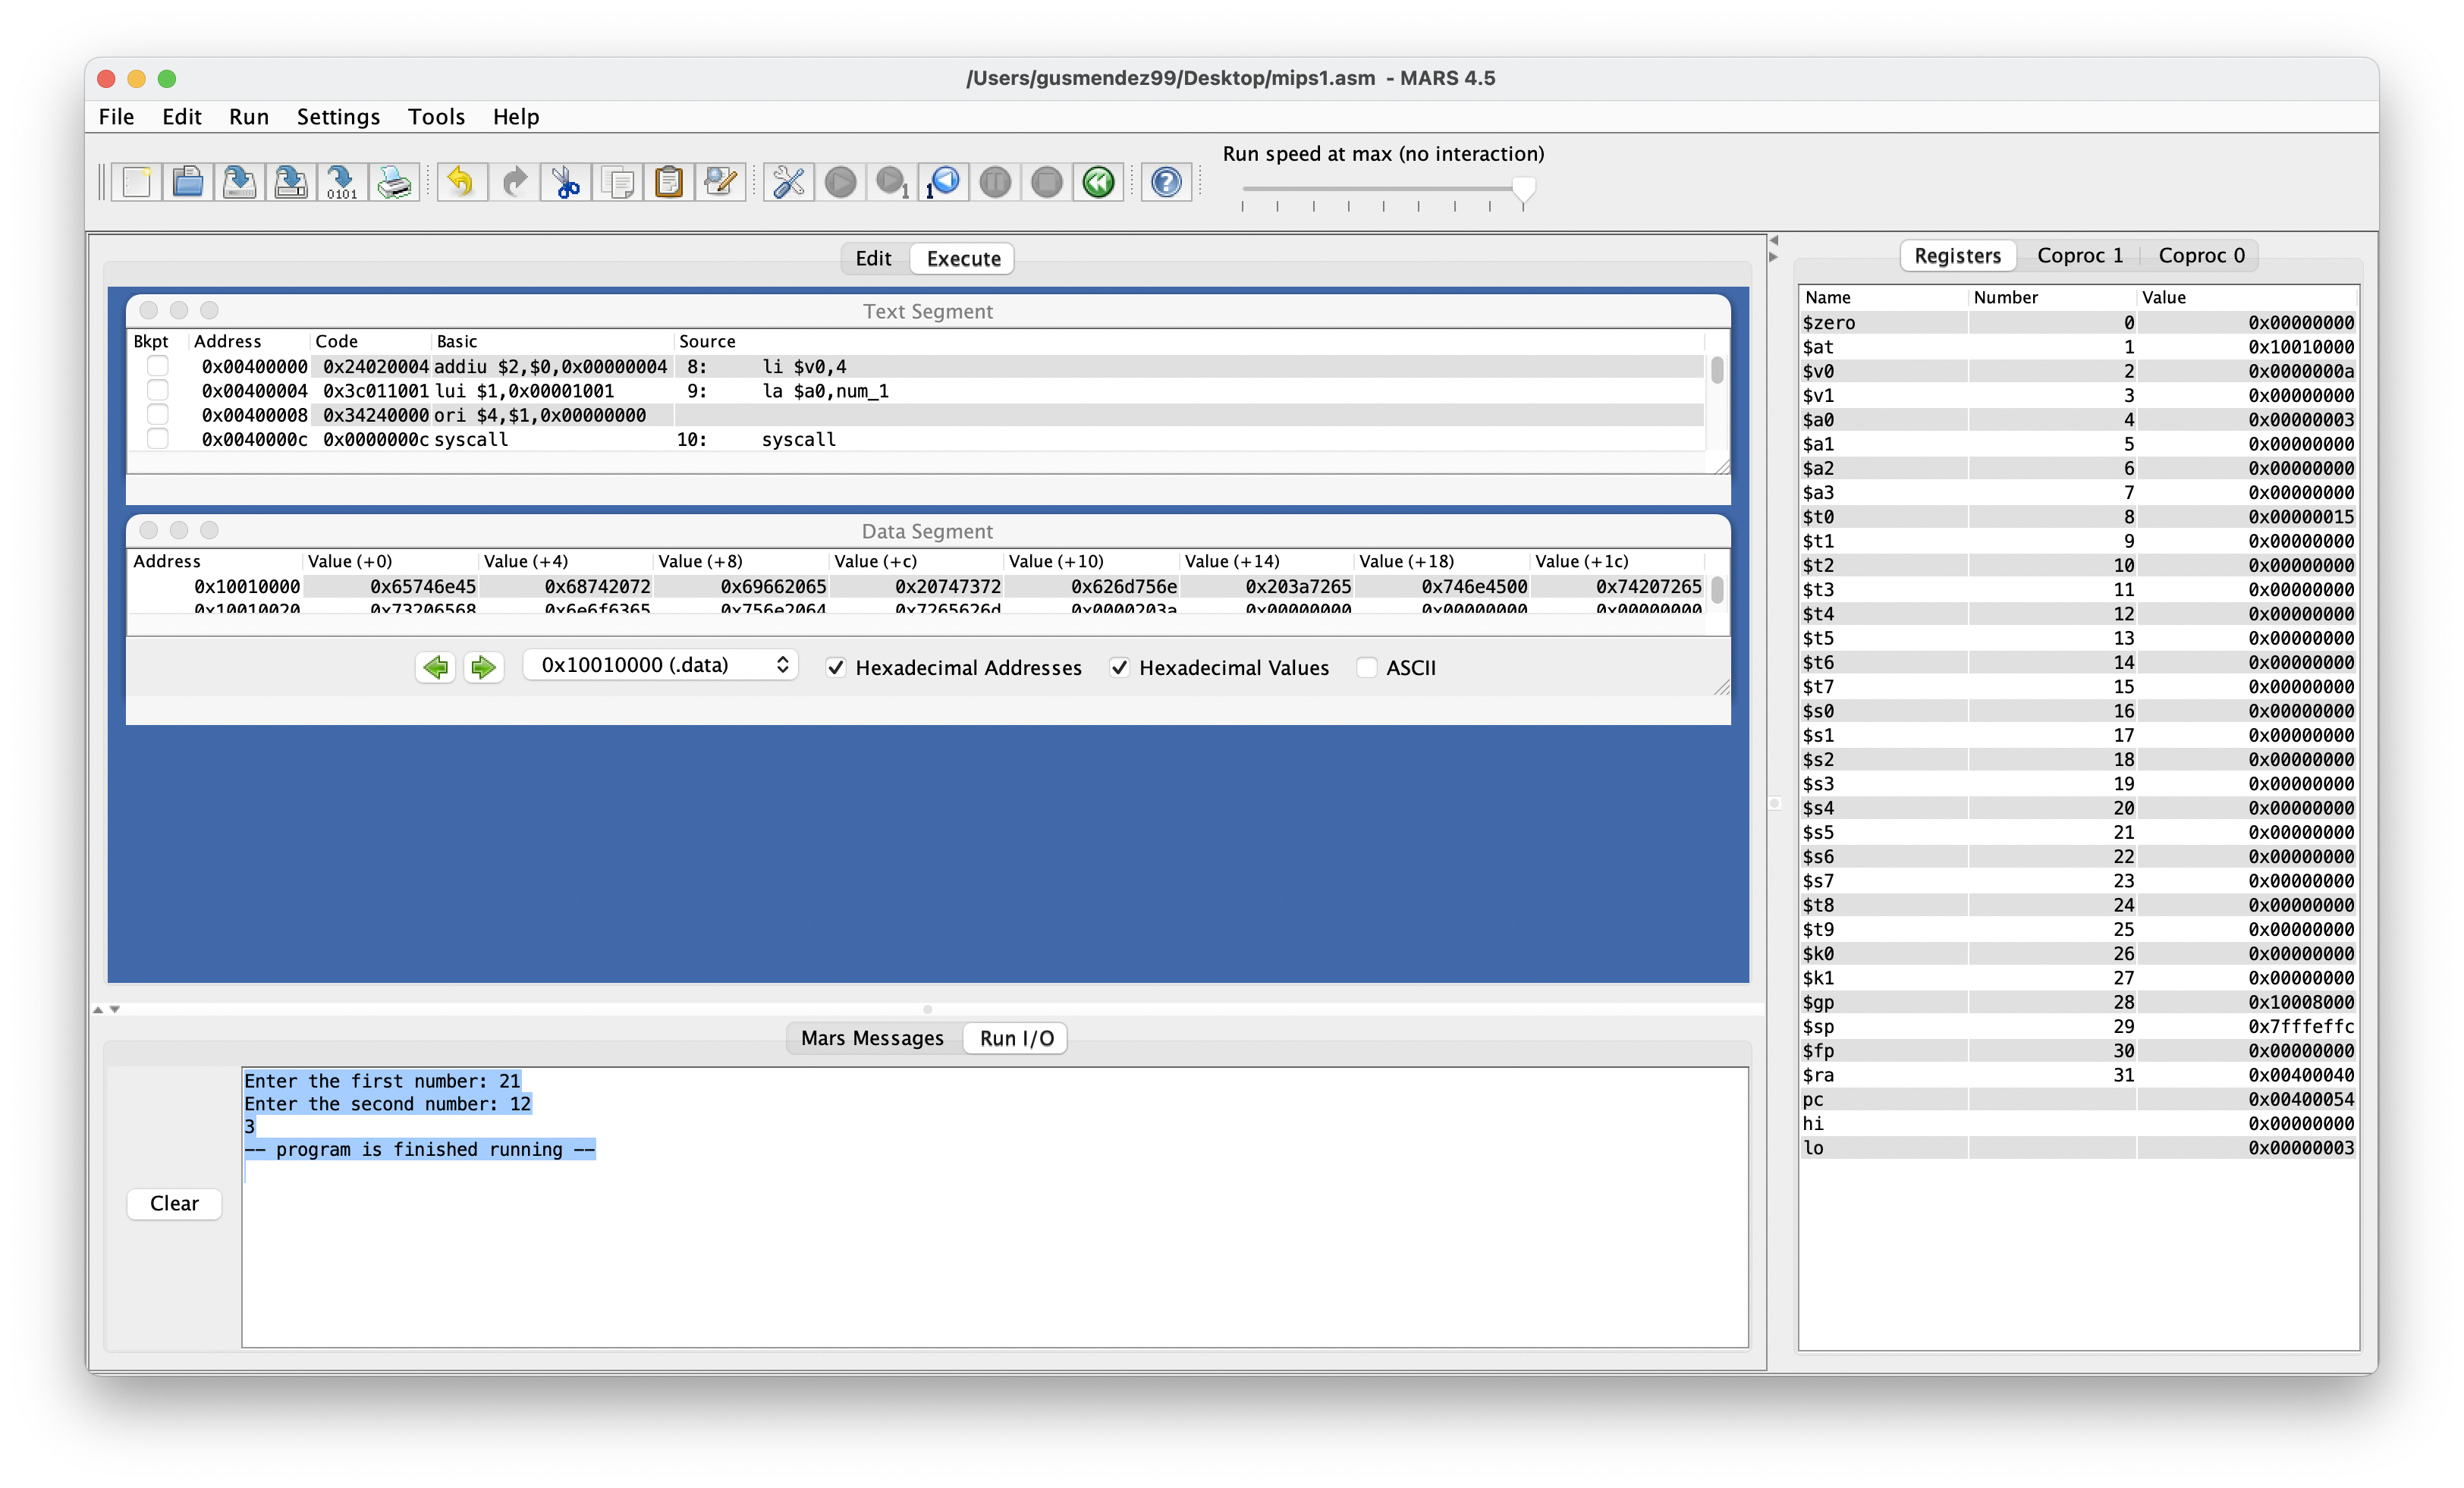 /Users/gusmendez99/Desktop/mips1.asm - MARS 4.5
File Edit Run Settings Tools Help
Run speed at max (no interaction)
0101
1
1
?
Edit Execute
Text Segment
Bkpt Address Code Basic Source
0x00400000 0x24020004 addiu $2,$0,0x00000004 8: li $v0,4
0x00400004 0x3c011001 lui $1,0x00001001 9: la $a0,num_1
0x00400008 0x34240000 ori $4,$1,0x00000000
0x0040000c 0x0000000c syscall 10: syscall
Data Segment
Address Value (+0) Value (+4) Value (+8) Value (+c) Value (+10) Value (+14) Value (+18) Value (+1c)
0x10010000 0x65746e45 0x68742072 0x69662065 0x20747372 0x626d756e 0x203a7265 0x746e4500 0x74207265
0x10010020 0x73206568 0x6e6f6365 0x756e2064 0x7265626d 0x0000203a 0x00000000 0x00000000 0x00000000
0x10010000 (.data) Hexadecimal Addresses Hexadecimal Values ASCII
Mars Messages Run I/O
Clear
Enter the first number: 21
Enter the second number: 12
3
-- program is finished running --
Registers Coproc 1 Coproc 0
Name Number Value
$zero 0 0x00000000
$at 1 0x10010000
$v0 2 0x0000000a
$v1 3 0x00000000
$a0 4 0x00000003
$a1 5 0x00000000
$a2 6 0x00000000
$a3 7 0x00000000
$t0 8 0x00000015
$t1 9 0x00000000
$t2 10 0x00000000
$t3 11 0x00000000
$t4 12 0x00000000
$t5 13 0x00000000
$t6 14 0x00000000
$t7 15 0x00000000
$s0 16 0x00000000
$s1 17 0x00000000
$s2 18 0x00000000
$s3 19 0x00000000
$s4 20 0x00000000
$s5 21 0x00000000
$s6 22 0x00000000
$s7 23 0x00000000
$t8 24 0x00000000
$t9 25 0x00000000
$k0 26 0x00000000
$k1 27 0x00000000
$gp 28 0x10008000
$sp 29 0x7fffeffc
$fp 30 0x00000000
$ra 31 0x00400040
pc 0x00400054
hi 0x00000000
lo 0x00000003